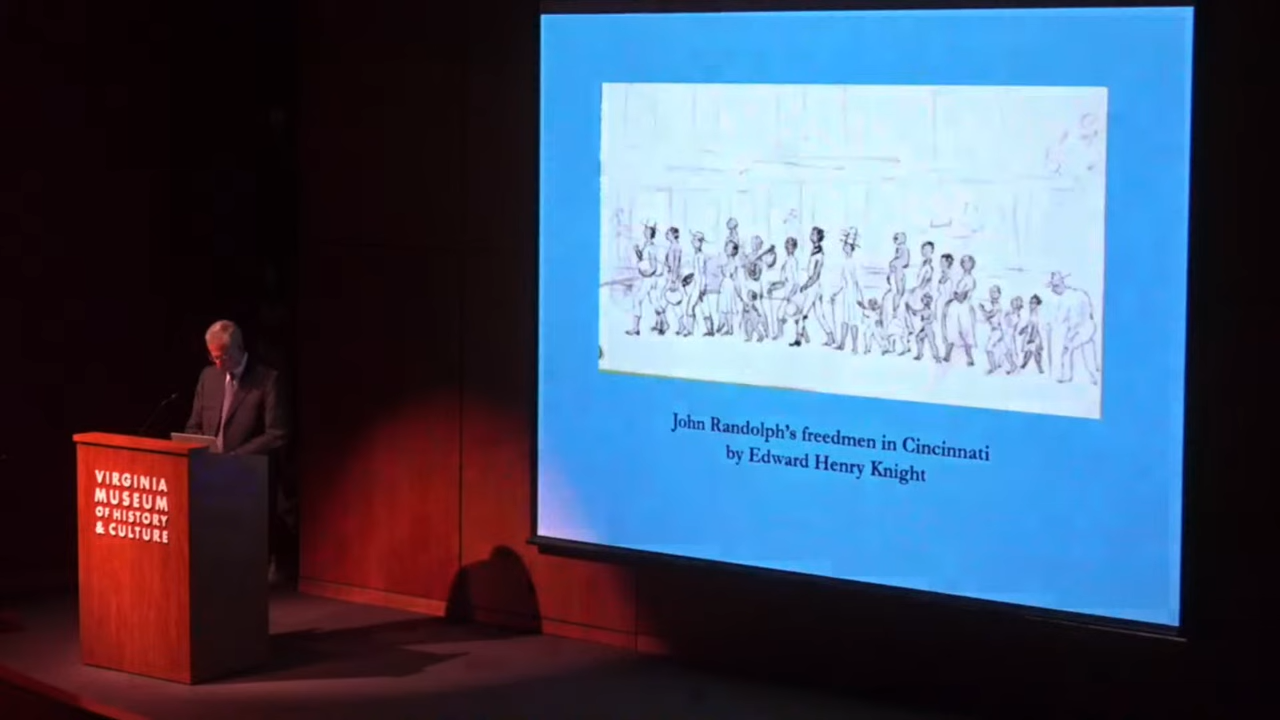 VIRGINIA
MUSEUM
OF HISTORY
& CULTURE
John Randolph's freedmen in Cincinnati
by Edward Henry Knight